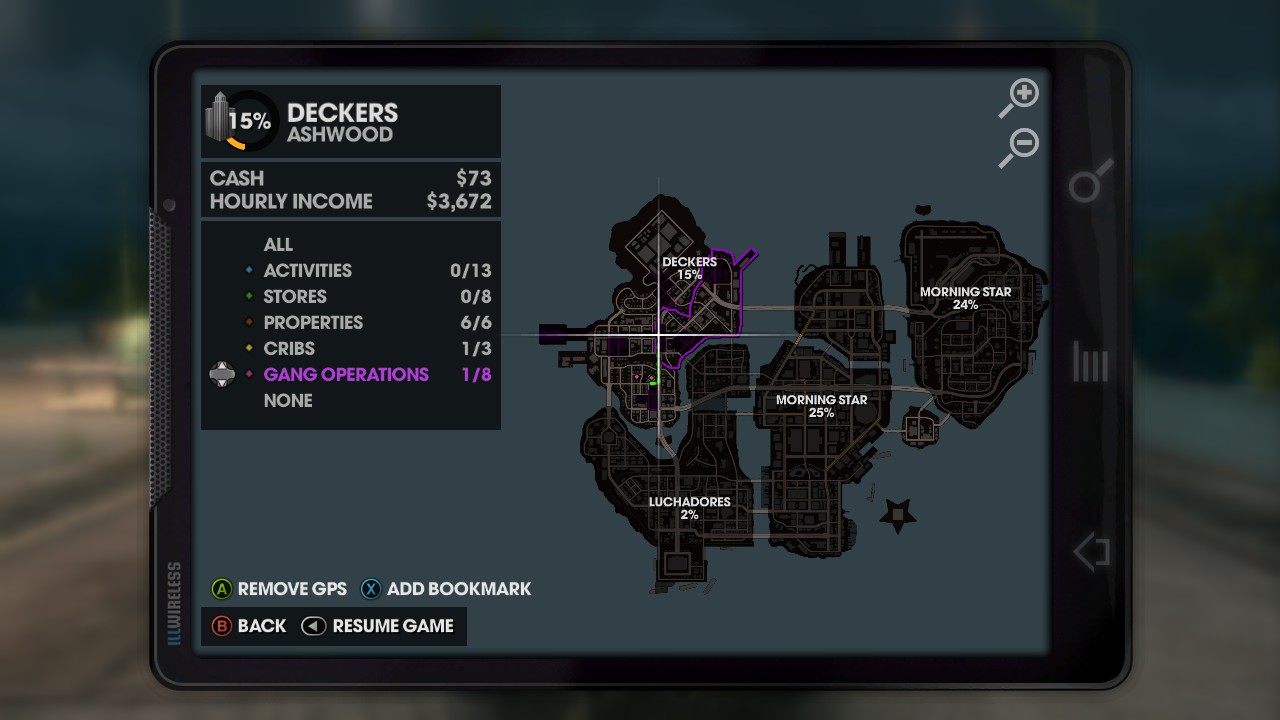 15%
DECKERS
ASHWOOD
CASH $73
HOURLY INCOME $3,672
ALL
ACTIVITIES 0/13
STORES 0/8
PROPERTIES 6/6
CRIBS 1/3
GANG OPERATIONS 1/8
NONE
DECKERS
15%
MORNING STAR
24%
MORNING STAR
25%
LUCHADORES
2%
A REMOVE GPS X ADD BOOKMARK
B BACK RESUME GAME
ILLWIRELESS